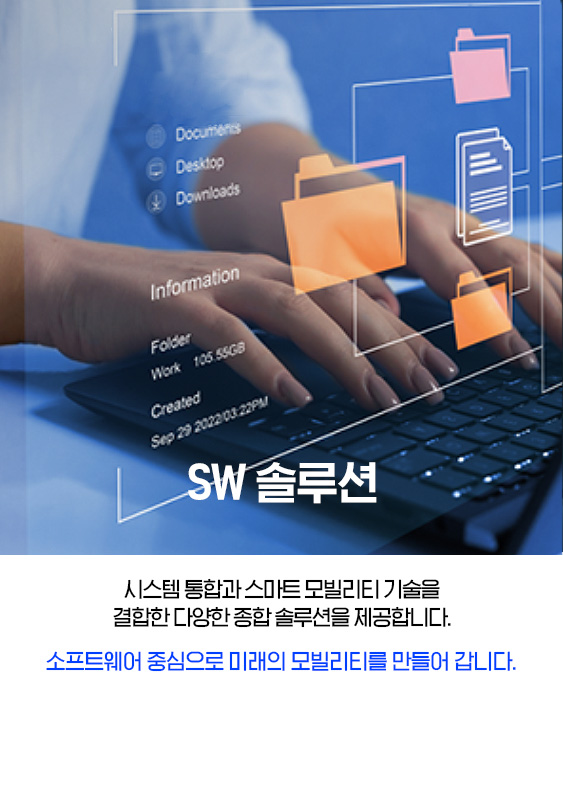 Documents
Desktop
Downloads
Information
Folder
Work 105.55GB
Created
Sep 29 2022/03:22PM
SW 솔루션
시스템 통합과 스마트 모빌리티 기술을
결합한 다양한 종합 솔루션을 제공합니다.
소프트웨어 중심으로 미래의 모빌리티를 만들어 갑니다.